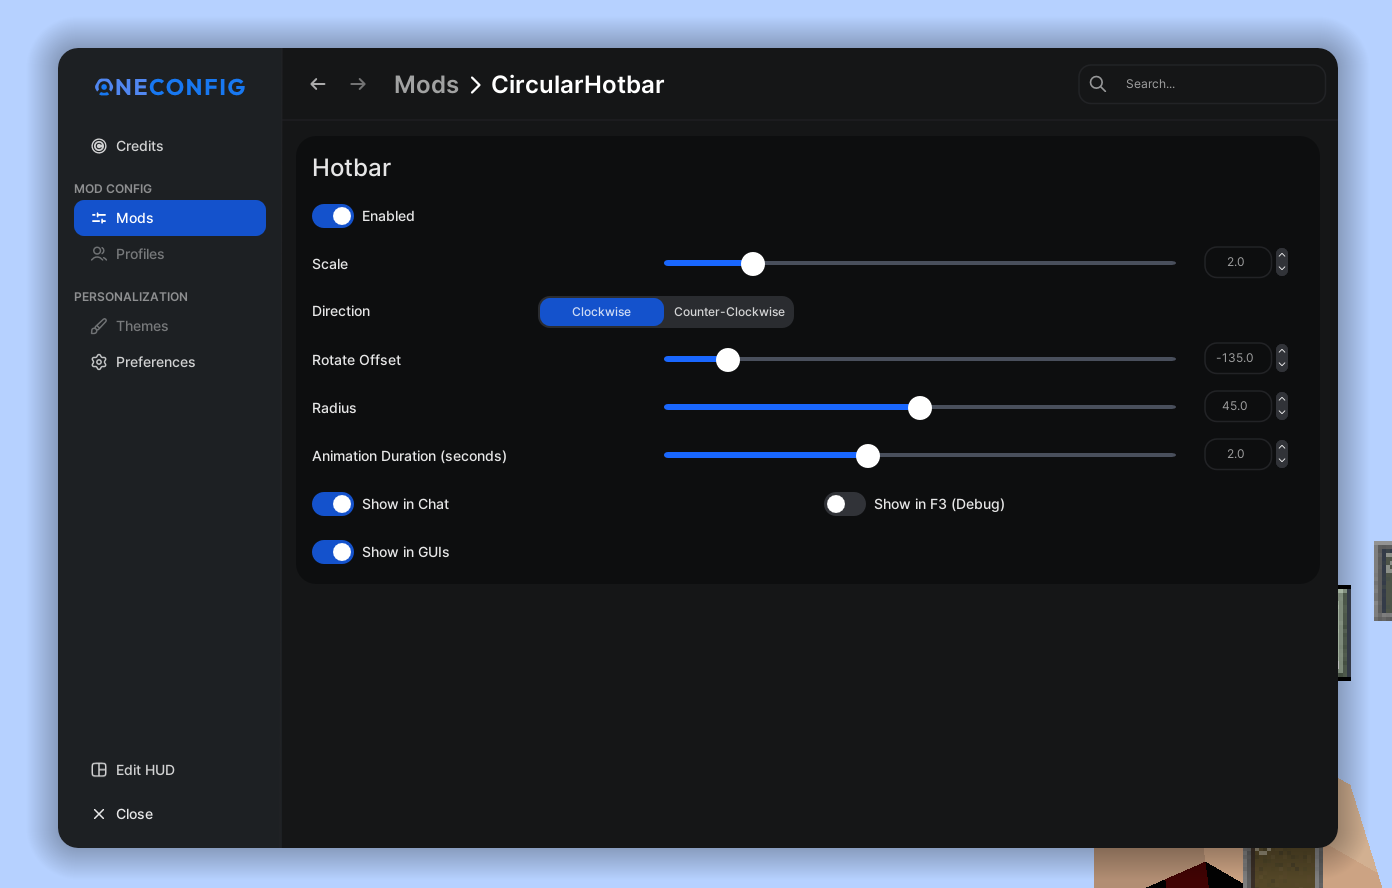 ONECONFIG
Mods > CircularHotbar
Search...
Credits
MOD CONFIG
Mods
Profiles
PERSONALIZATION
Themes
Preferences
Edit HUD
Close
Hotbar
Enabled
Scale 2.0
Direction Clockwise Counter-Clockwise
Rotate Offset -135.0
Radius 45.0
Animation Duration (seconds) 2.0
Show in Chat Show in F3 (Debug)
Show in GUIs